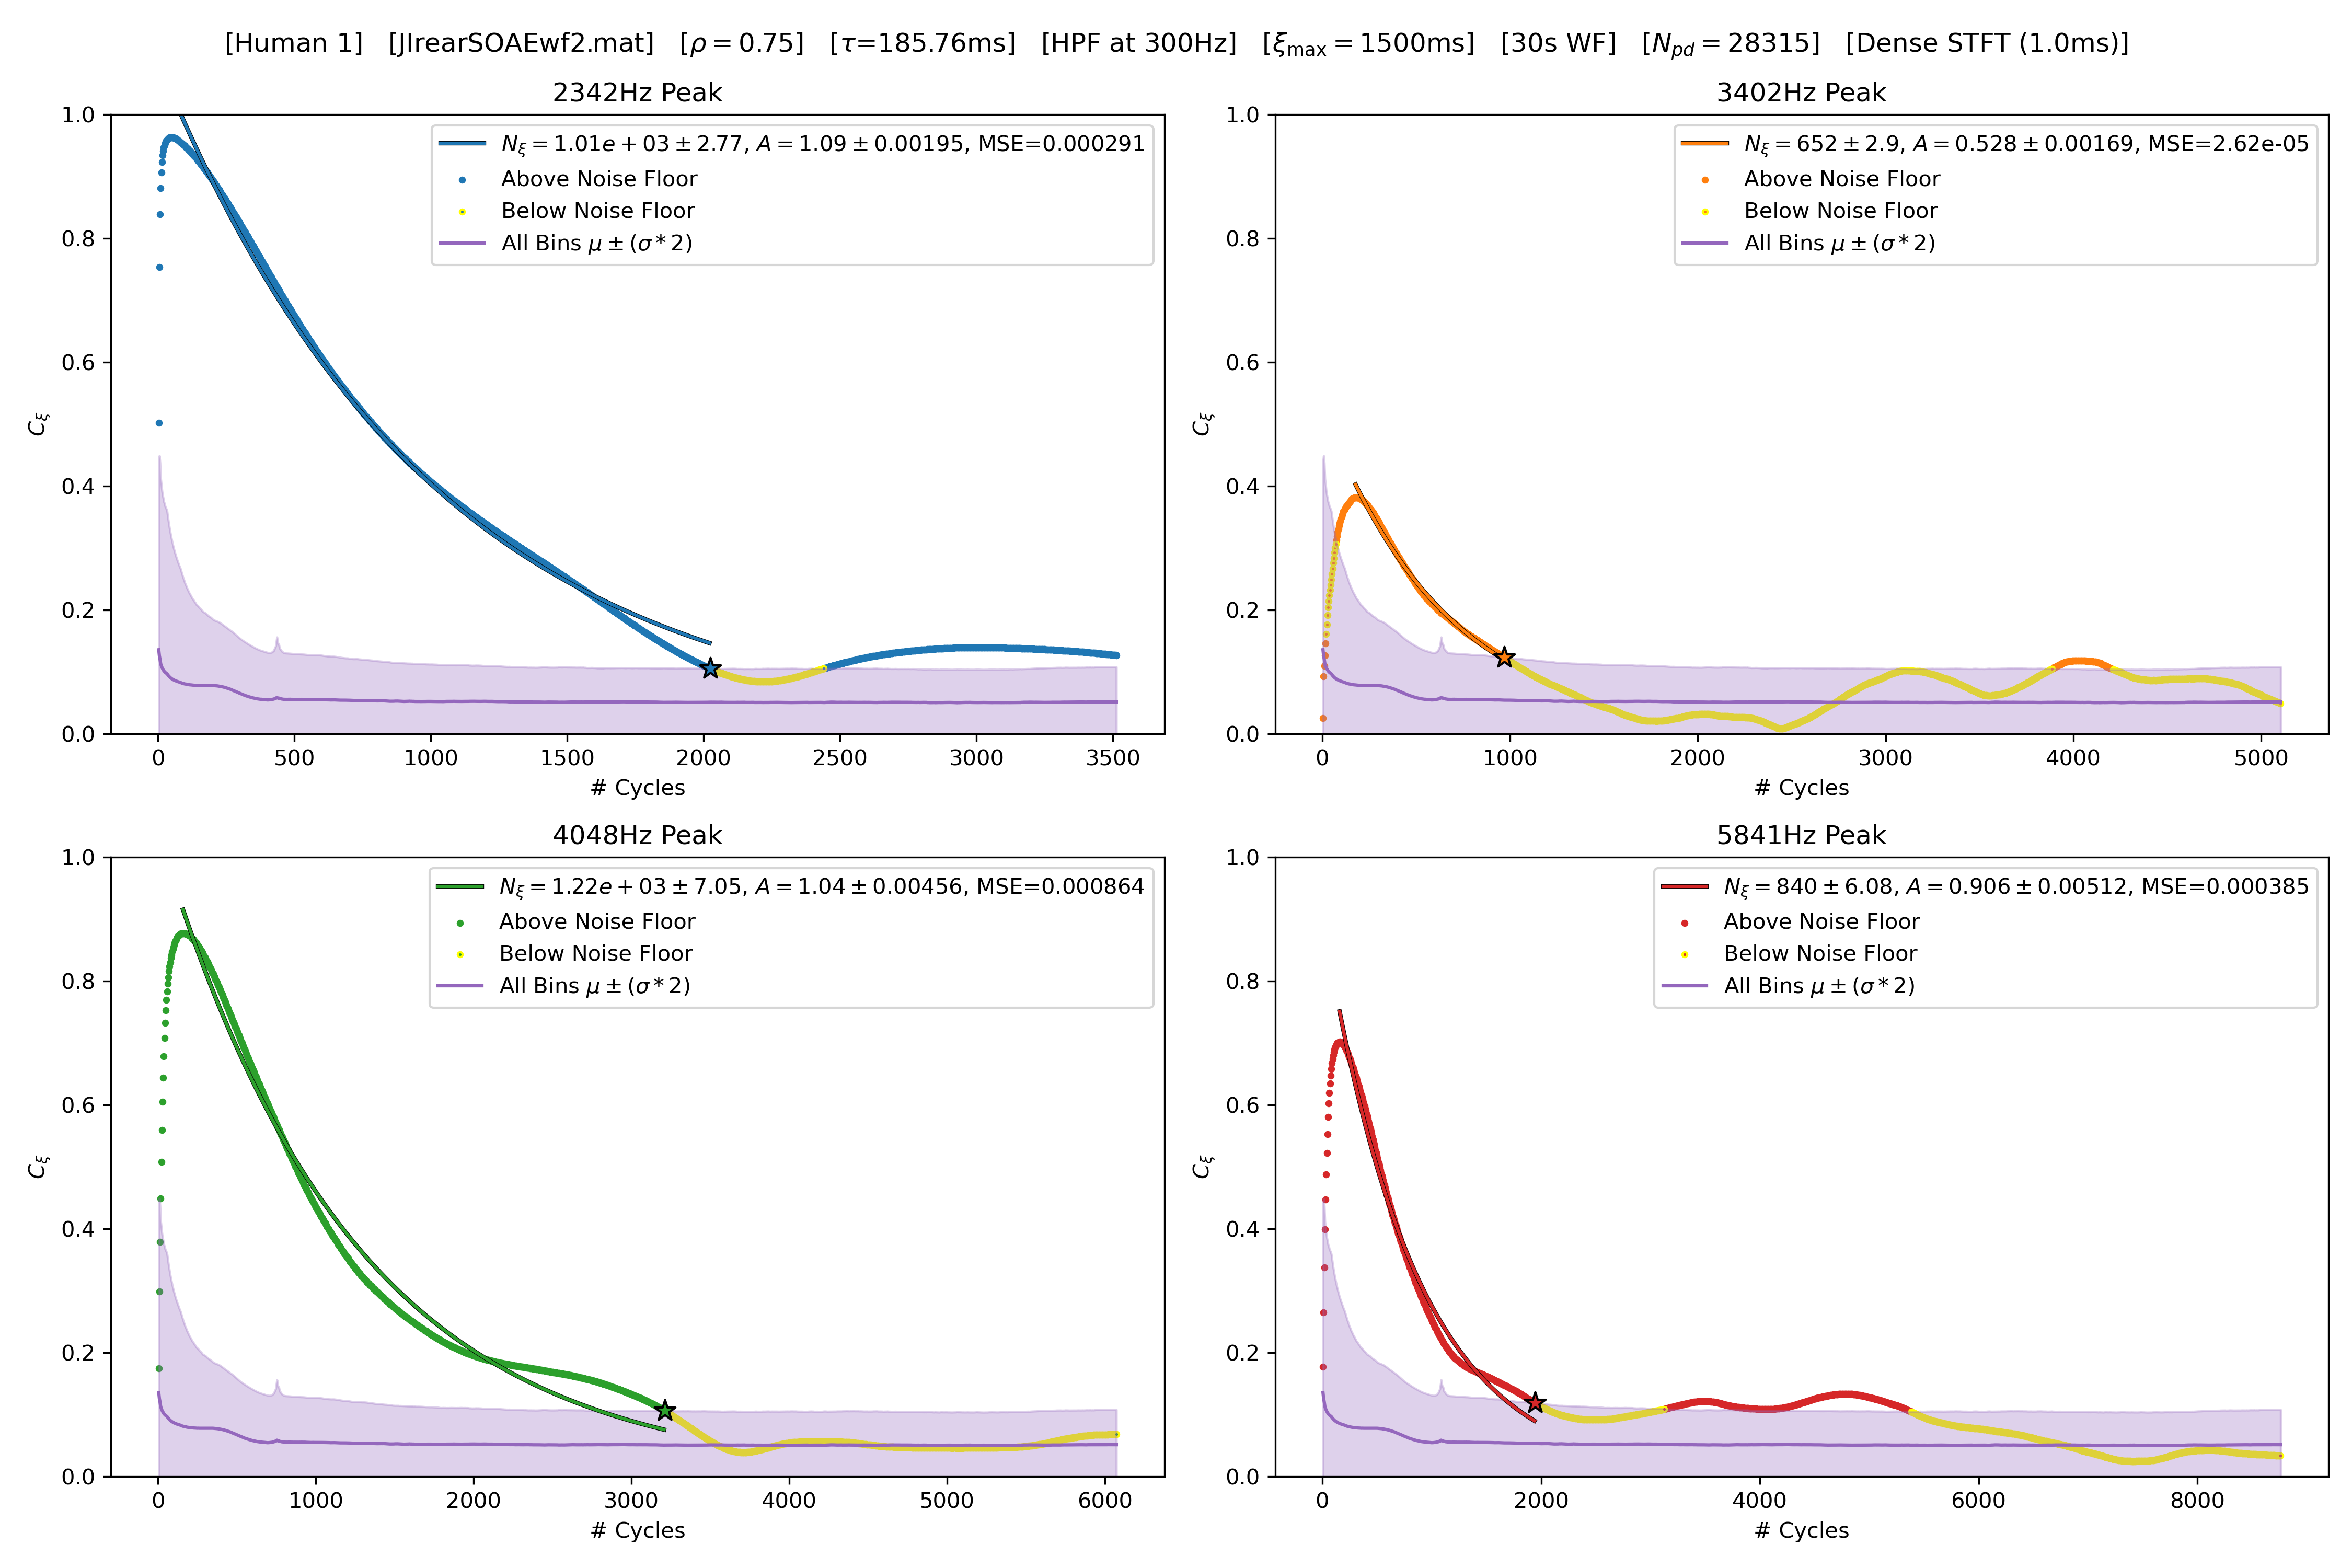 [Human 1]   [JIrearSOAEwf2.mat]   [ρ = 0.75]   [τ=185.76ms]   [HPF at 300Hz]   [ξmax = 1500ms]   [30s WF]   [Npd = 28315]   [Dense STFT (1.0ms)]
2342Hz Peak
Nξ = 1.01e + 03 ± 2.77, A = 1.09 ± 0.00195, MSE=0.000291
Above Noise Floor
Below Noise Floor
All Bins μ ± (σ * 2)
1.0
0.8
0.6
0.4
0.2
0.0
Cξ
0 500 1000 1500 2000 2500 3000 3500
# Cycles
3402Hz Peak
Nξ = 652 ± 2.9, A = 0.528 ± 0.00169, MSE=2.62e-05
Above Noise Floor
Below Noise Floor
All Bins μ ± (σ * 2)
1.0
0.8
0.6
0.4
0.2
0.0
Cξ
0 1000 2000 3000 4000 5000
# Cycles
4048Hz Peak
Nξ = 1.22e + 03 ± 7.05, A = 1.04 ± 0.00456, MSE=0.000864
Above Noise Floor
Below Noise Floor
All Bins μ ± (σ * 2)
1.0
0.8
0.6
0.4
0.2
0.0
Cξ
0 1000 2000 3000 4000 5000 6000
# Cycles
5841Hz Peak
Nξ = 840 ± 6.08, A = 0.906 ± 0.00512, MSE=0.000385
Above Noise Floor
Below Noise Floor
All Bins μ ± (σ * 2)
1.0
0.8
0.6
0.4
0.2
0.0
Cξ
0 2000 4000 6000 8000
# Cycles